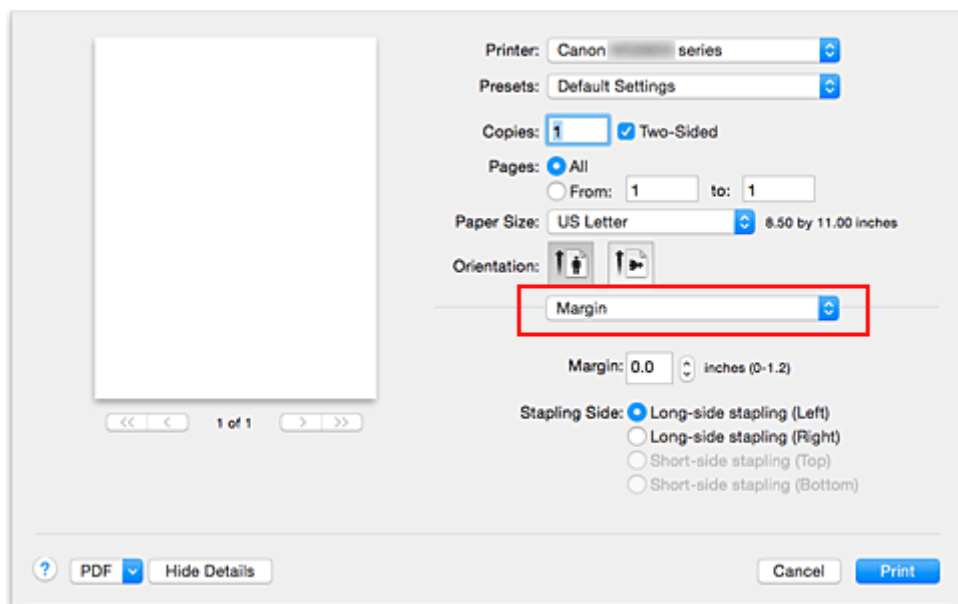 Printer: Canon series
Presets: Default Settings
Copies: 1 Two-Sided
Pages: All
From: 1 to: 1
Paper Size: US Letter 8.50 by 11.00 inches
Orientation:
Margin
Margin: 0.0 inches (0-1.2)
<< < 1 of 1 > >>
Stapling Side: Long-side stapling (Left)
Long-side stapling (Right)
Short-side stapling (Top)
Short-side stapling (Bottom)
? PDF Hide Details Cancel Print